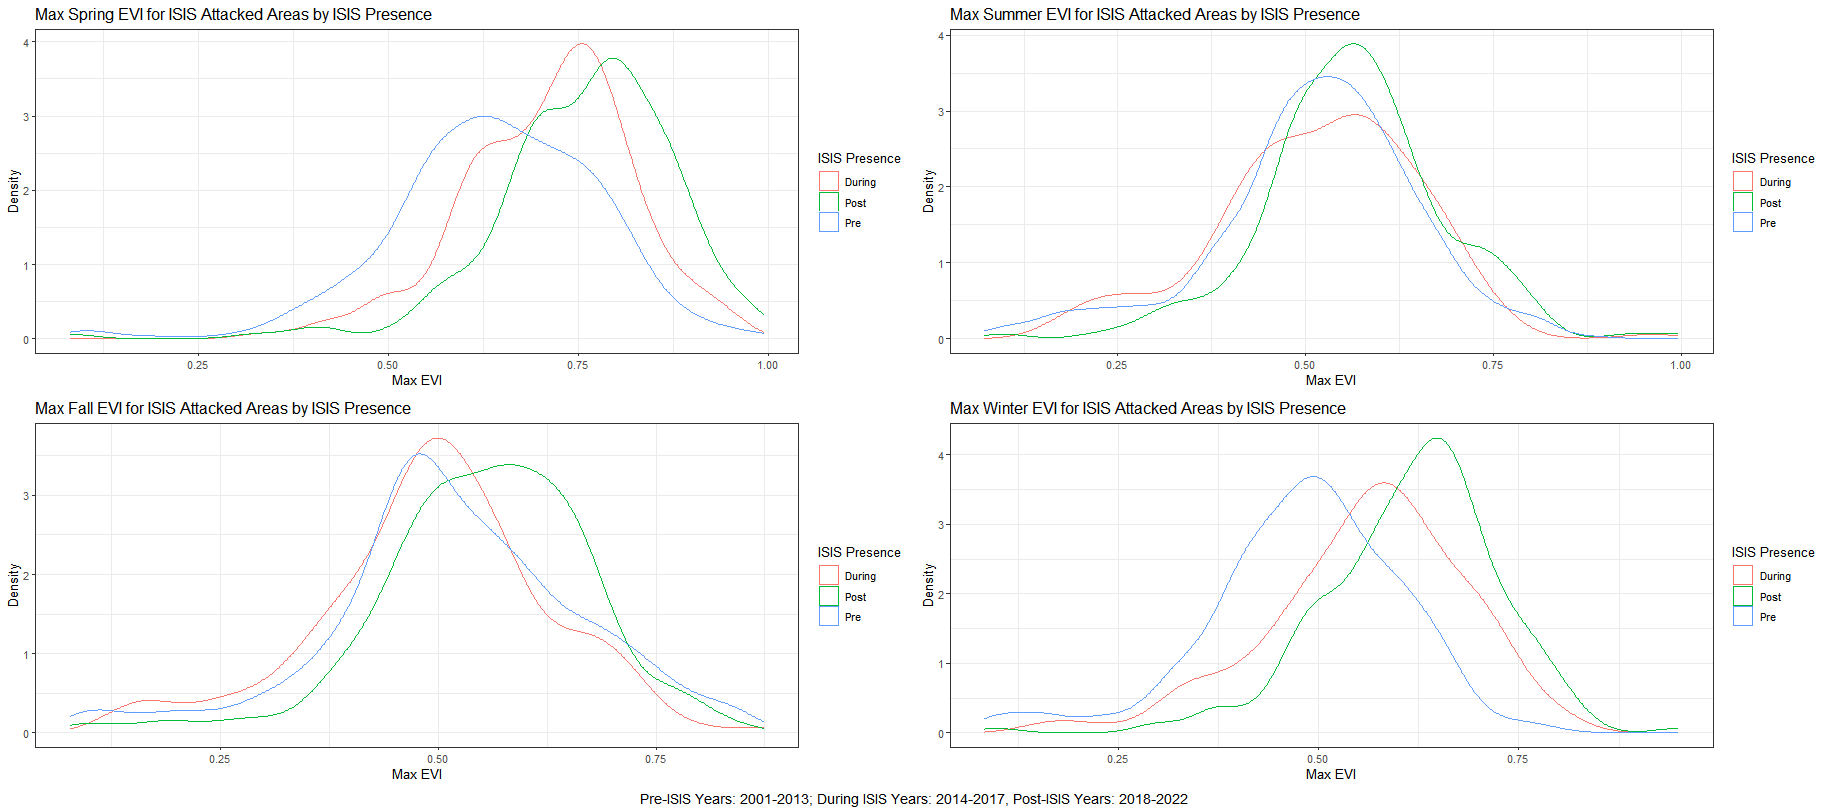 Max Spring EVI for ISIS Attacked Areas by ISIS Presence
4
3
2
1
0
Density
0.25 0.50 0.75 1.00
Max EVI
ISIS Presence
During
Post
Pre
Max Summer EVI for ISIS Attacked Areas by ISIS Presence
4
3
2
1
0
Density
0.25 0.50 0.75 1.00
Max EVI
ISIS Presence
During
Post
Pre
Max Fall EVI for ISIS Attacked Areas by ISIS Presence
3
2
1
0
Density
0.25 0.50 0.75
Max EVI
ISIS Presence
During
Post
Pre
Max Winter EVI for ISIS Attacked Areas by ISIS Presence
4
3
2
1
0
Density
0.25 0.50 0.75
Max EVI
ISIS Presence
During
Post
Pre
Pre-ISIS Years: 2001-2013; During ISIS Years: 2014-2017, Post-ISIS Years: 2018-2022